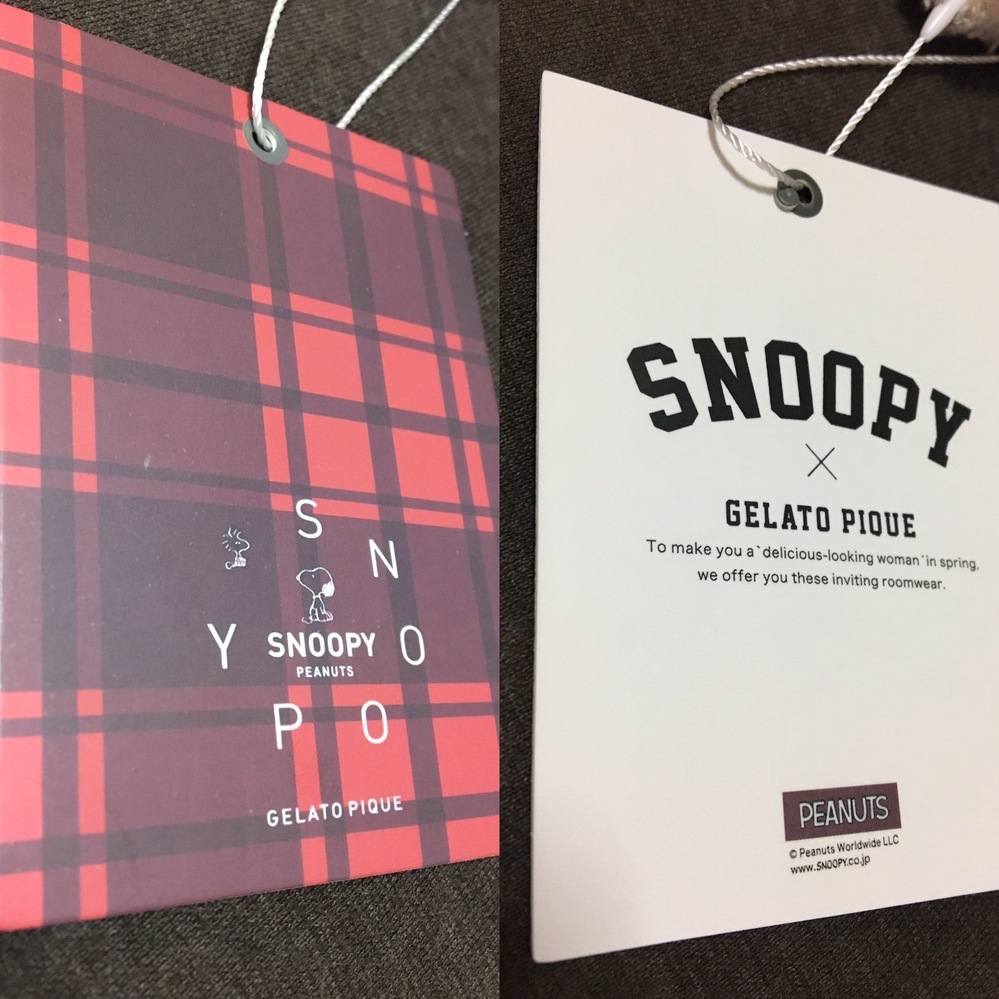 S
N
O
O
P
Y
SNOOPY
PEANUTS
GELATO PIQUE
SNOOPY
×
GELATO PIQUE
To make you a`delicious-looking woman´in spring,
we offer you these inviting roomwear.
PEANUTS
© Peanuts Worldwide LLC
www.SNOOPY.co.jp